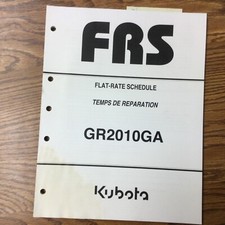 FRS
FLAT-RATE SCHEDULE
TEMPS DE REPARATION
GR2010GA
Kubota